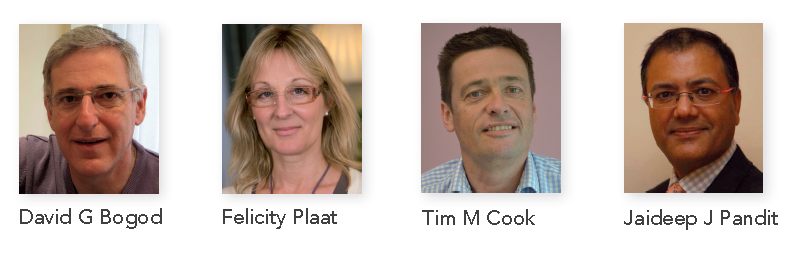 David G Bogod
Felicity Plaat
Tim M Cook
Jaideep J Pandit